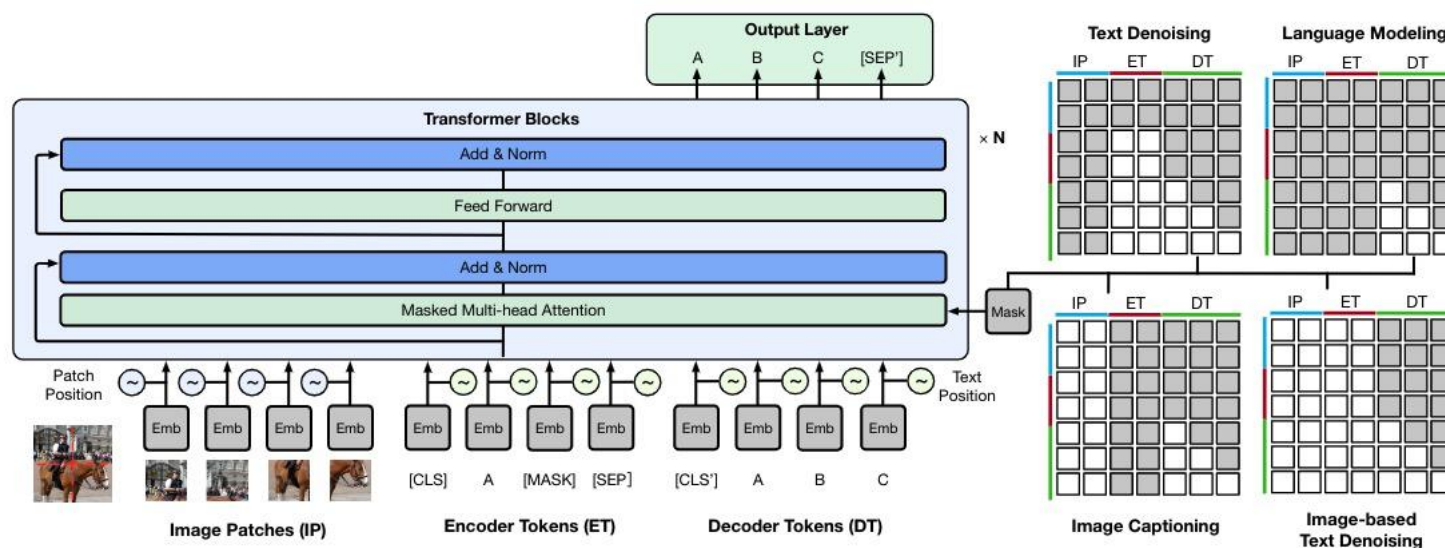 Output Layer
A B C [SEP']
Transformer Blocks
Add & Norm
Feed Forward
Add & Norm
Masked Multi-head Attention
× N
Mask
Patch
Position
~ ~ ~ ~ ~ ~ ~ ~ ~ ~ ~ ~
Text
Position
Emb Emb Emb Emb Emb Emb Emb Emb Emb Emb Emb Emb
[CLS] A [MASK] [SEP] [CLS'] A B C
Image Patches (IP)
Encoder Tokens (ET)
Decoder Tokens (DT)
Text Denoising
IP ET DT
Language Modeling
IP ET DT
IP ET DT
Image Captioning
IP ET DT
Image-based
Text Denoising